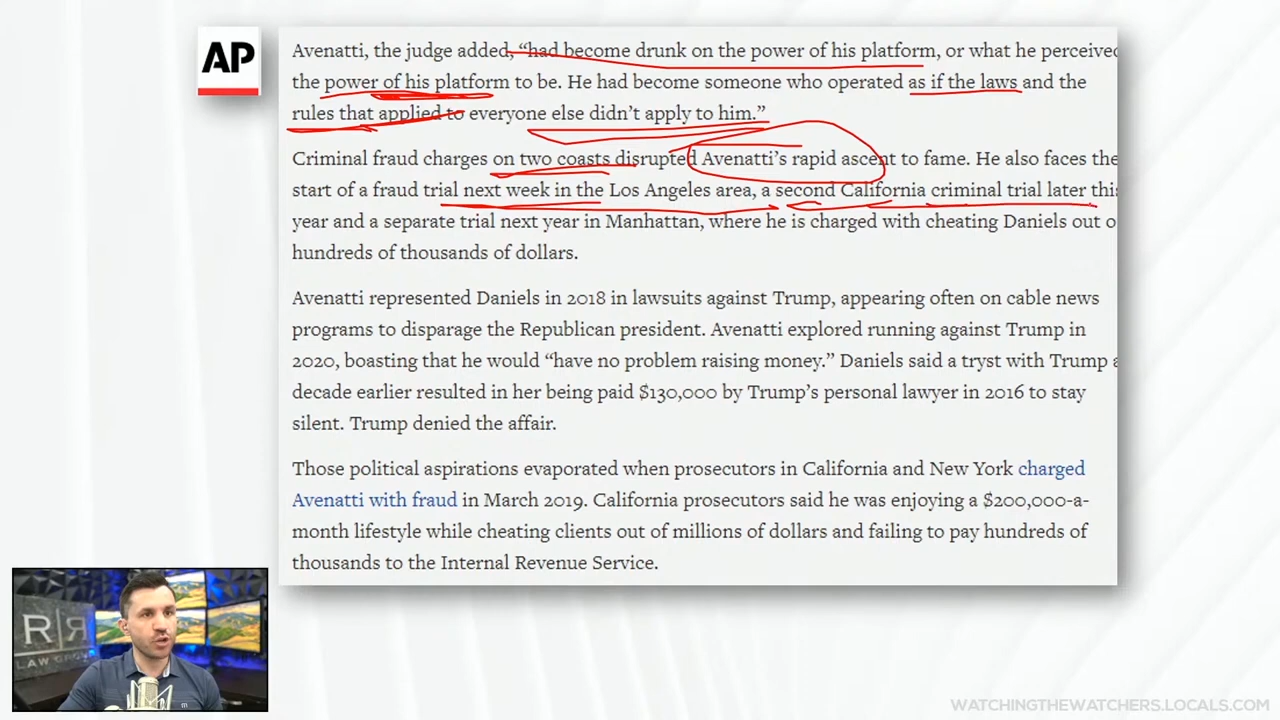 AP
Avenatti, the judge added, “had become drunk on the power of his platform, or what he perceived
the power of his platform to be. He had become someone who operated as if the laws and the
rules that applied to everyone else didn’t apply to him.”
Criminal fraud charges on two coasts disrupted Avenatti’s rapid ascent to fame. He also faces the
start of a fraud trial next week in the Los Angeles area, a second California criminal trial later this
year and a separate trial next year in Manhattan, where he is charged with cheating Daniels out o
hundreds of thousands of dollars.
Avenatti represented Daniels in 2018 in lawsuits against Trump, appearing often on cable news
programs to disparage the Republican president. Avenatti explored running against Trump in
2020, boasting that he would “have no problem raising money.” Daniels said a tryst with Trump a
decade earlier resulted in her being paid $130,000 by Trump’s personal lawyer in 2016 to stay
silent. Trump denied the affair.
Those political aspirations evaporated when prosecutors in California and New York charged
Avenatti with fraud in March 2019. California prosecutors said he was enjoying a $200,000-a-
month lifestyle while cheating clients out of millions of dollars and failing to pay hundreds of
thousands to the Internal Revenue Service.
R R
LAW GROUP
WATCHINGTHEWATCHERS.LOCALS.COM